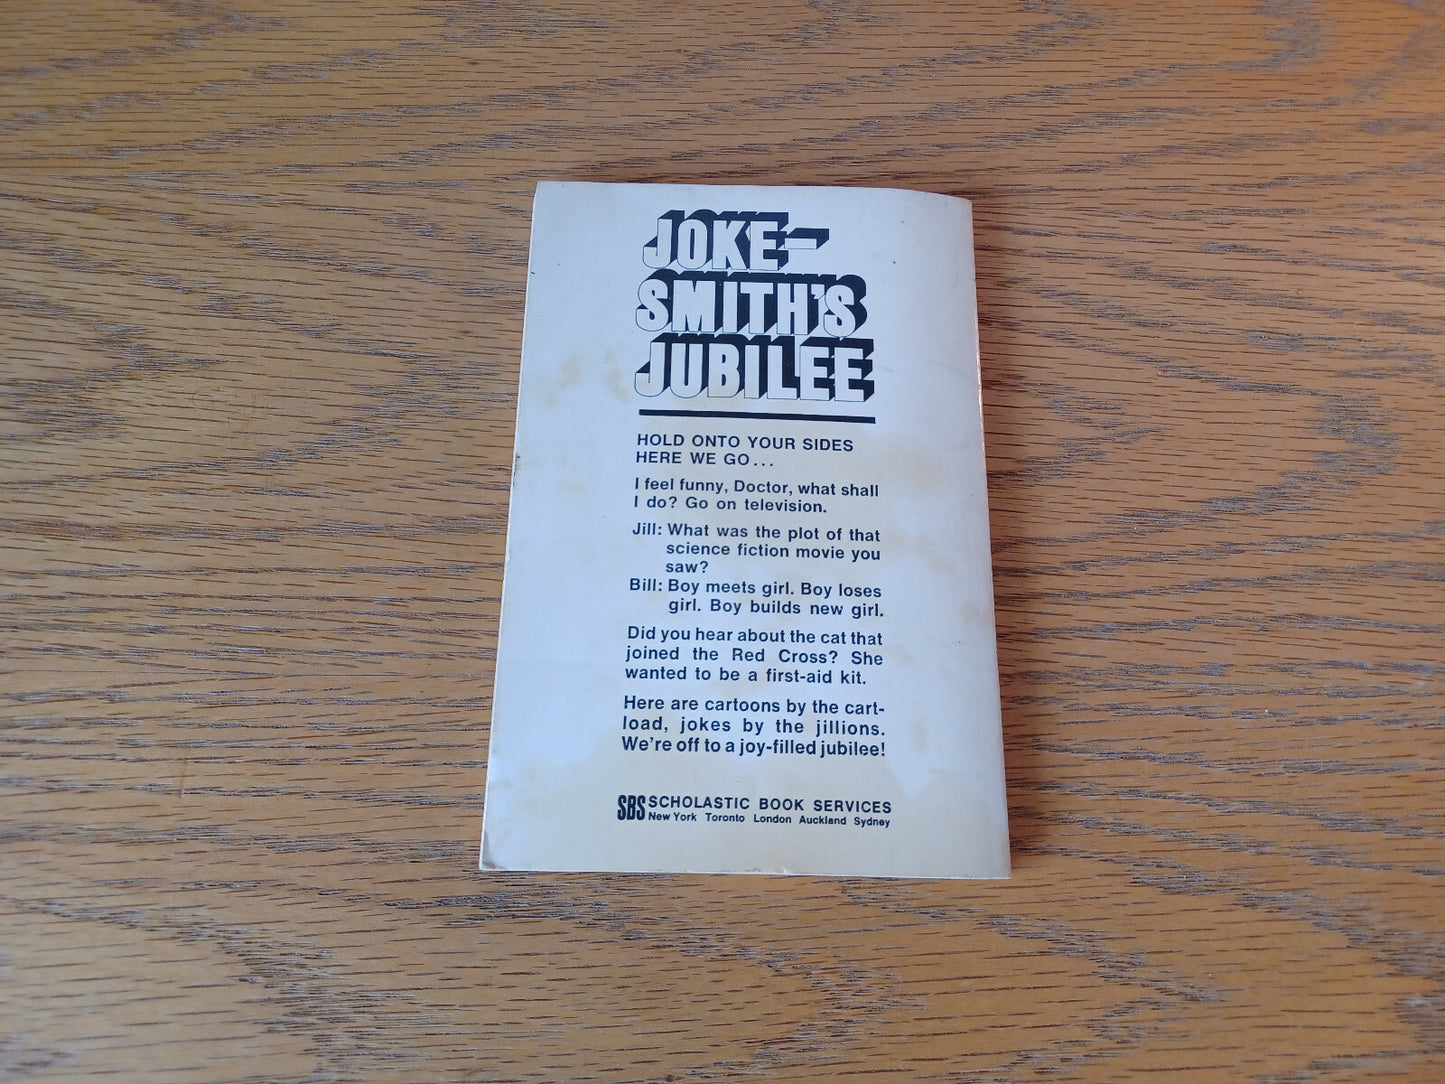 JOKE-
SMITH'S
JUBILEE
HOLD ONTO YOUR SIDES
HERE WE GO...
I feel funny, Doctor, what shall
I do? Go on television.
Jill: What was the plot of that
science fiction movie you
saw?
Bill: Boy meets girl. Boy loses
girl. Boy builds new girl.
Did you hear about the cat that
joined the Red Cross? She
wanted to be a first-aid kit.
Here are cartoons by the cart-
load, jokes by the jillions.
We're off to a joy-filled jubilee!
SBS SCHOLASTIC BOOK SERVICES
New York Toronto London Auckland Sydney